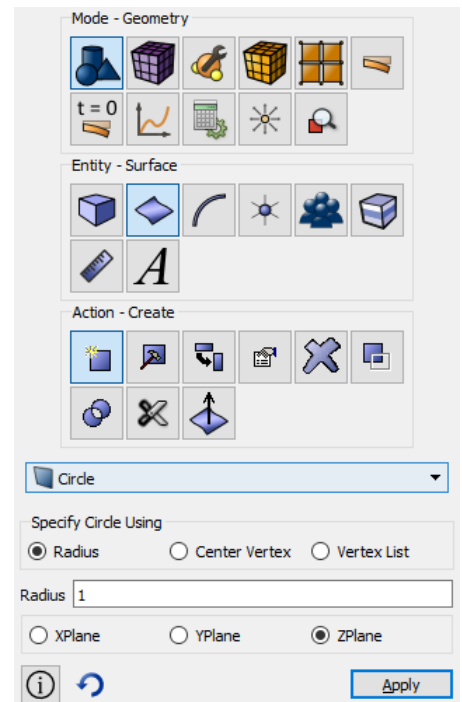 Mode - Geometry
t = 0
Entity - Surface
A
Action - Create
Circle
Specify Circle Using
Radius Center Vertex Vertex List
Radius 1
XPlane YPlane ZPlane
i Apply